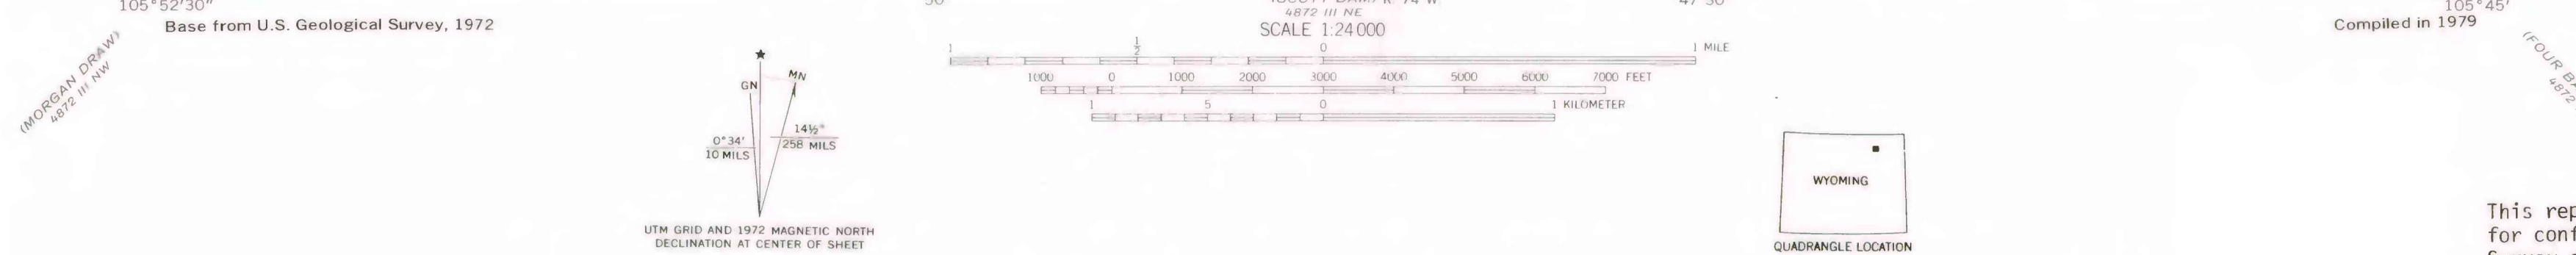 105°52'30"
Base from U.S. Geological Survey, 1972
(MORGAN DRAW)
4872 III NW
4872 III NE
SCALE 1:24000
1 ½ 0 1 MILE
1000 0 1000 2000 3000 4000 5000 6000 7000 FEET
1 5 0 1 KILOMETER
105°45'
Compiled in 1979
(FOUR
4872
GN MN
0°34'
10 MILS
14½°
258 MILS
UTM GRID AND 1972 MAGNETIC NORTH
DECLINATION AT CENTER OF SHEET
WYOMING
QUADRANGLE LOCATION
This rep
for conf